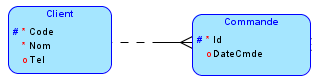 Client
# * Code
* Nom
o Tel
Commande
# * Id
o DateCmde